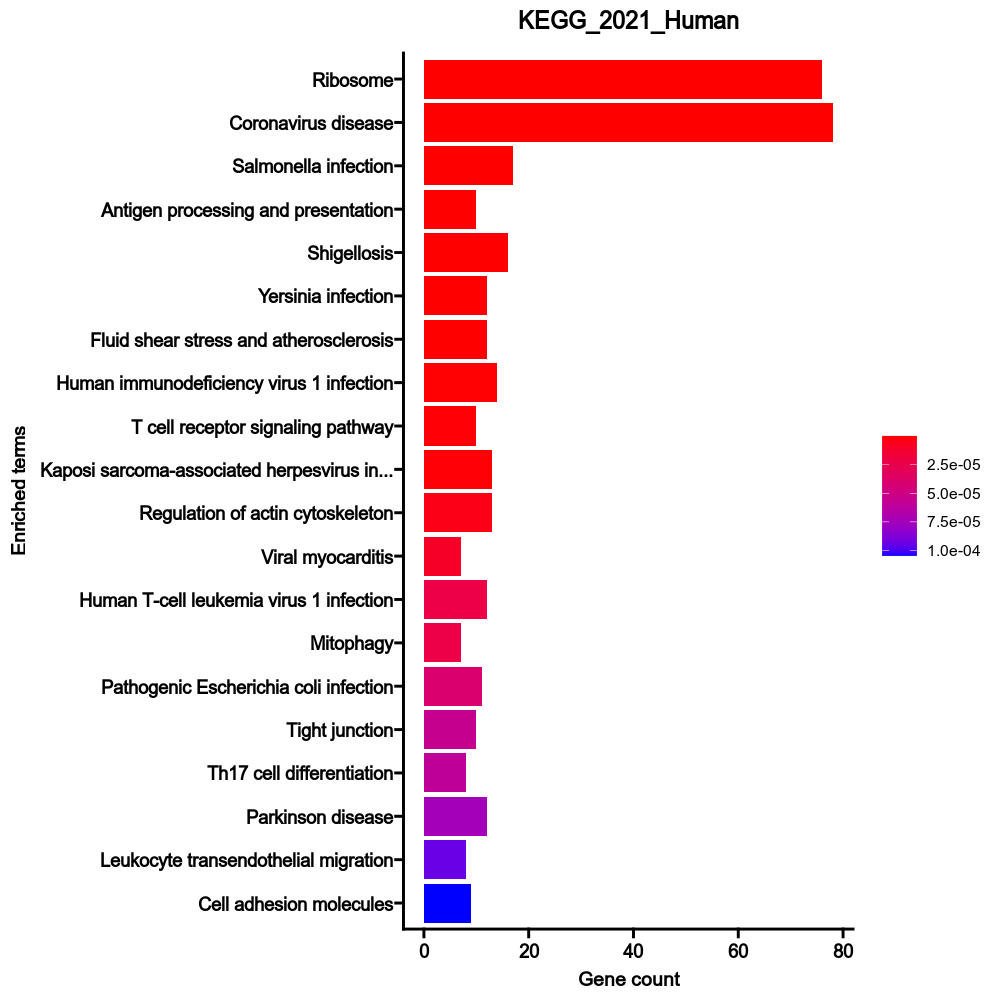 KEGG_2021_Human
Ribosome
Coronavirus disease
Salmonella infection
Antigen processing and presentation
Shigellosis
Yersinia infection
Fluid shear stress and atherosclerosis
Human immunodeficiency virus 1 infection
T cell receptor signaling pathway
Kaposi sarcoma-associated herpesvirus in...
Regulation of actin cytoskeleton
Viral myocarditis
Human T-cell leukemia virus 1 infection
Mitophagy
Pathogenic Escherichia coli infection
Tight junction
Th17 cell differentiation
Parkinson disease
Leukocyte transendothelial migration
Cell adhesion molecules
Enriched terms
0 20 40 60 80
Gene count
2.5e-05
5.0e-05
7.5e-05
1.0e-04